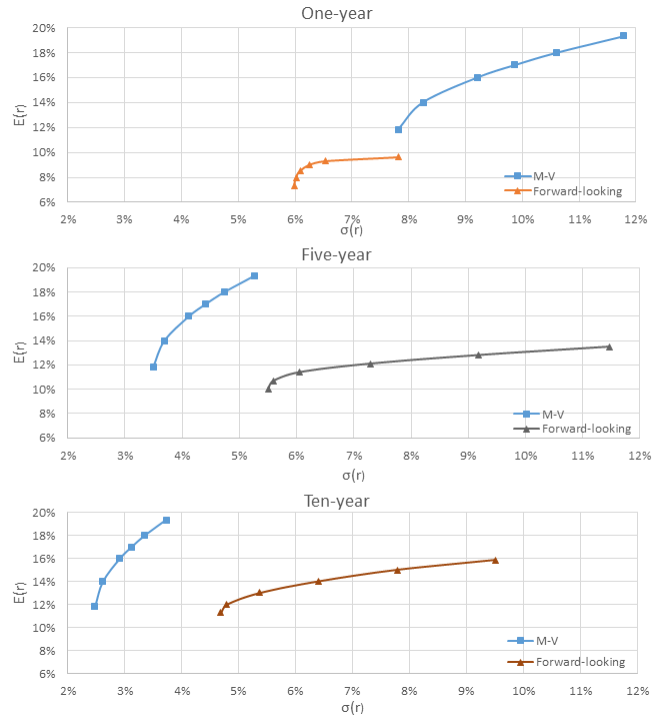 One-year
20%
18%
16%
14%
12%
10%
8%
6%
E(r)
M-V
Forward-looking
2% 3% 4% 5% 6% 7% 8% 9% 10% 11% 12%
σ(r)
Five-year
20%
18%
16%
14%
12%
10%
8%
6%
E(r)
M-V
Forward-looking
2% 3% 4% 5% 6% 7% 8% 9% 10% 11% 12%
σ(r)
Ten-year
20%
18%
16%
14%
12%
10%
8%
6%
E(r)
M-V
Forward-looking
2% 3% 4% 5% 6% 7% 8% 9% 10% 11% 12%
σ(r)